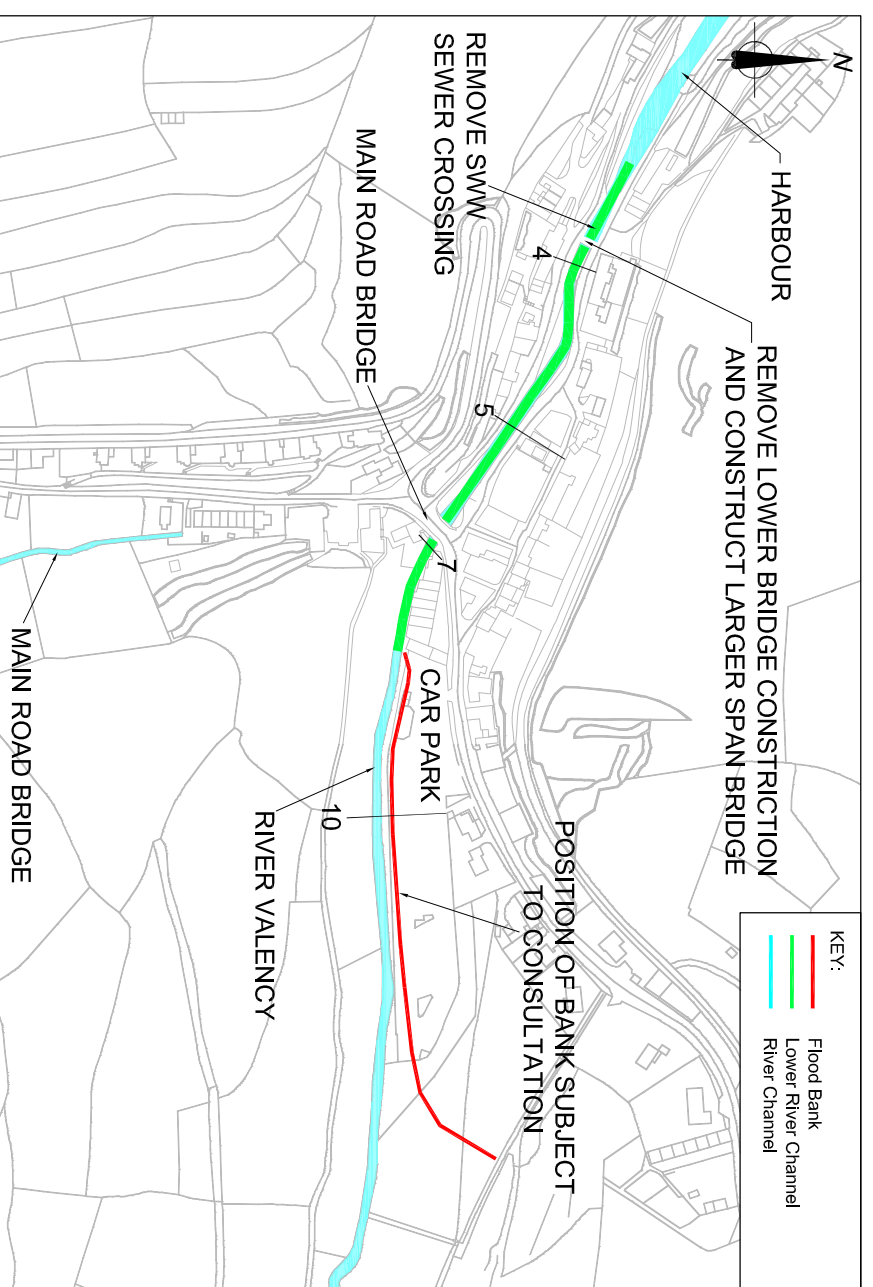 N
HARBOUR
REMOVE SWW
SEWER CROSSING
REMOVE LOWER BRIDGE CONSTRICTION
AND CONSTRUCT LARGER SPAN BRIDGE
4
MAIN ROAD BRIDGE
5
7
CAR PARK
10
RIVER VALENCY
POSITION OF BANK SUBJECT
TO CONSULTATION
MAIN ROAD BRIDGE
KEY:
Flood Bank
Lower River Channel
River Channel